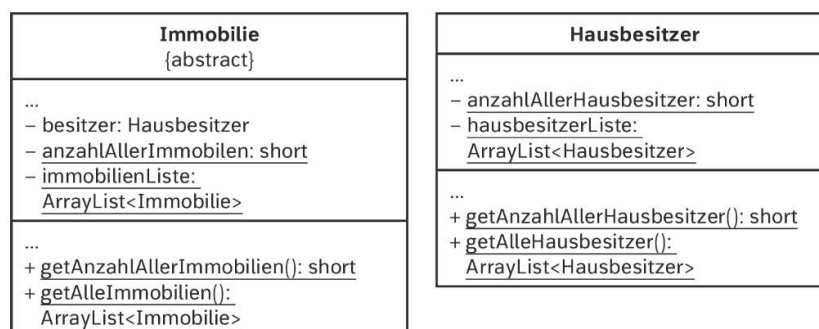 Immobilie
{abstract}
...
– besitzer: Hausbesitzer
– anzahlAllerImmobilen: short
– immobilienListe:
ArrayList<Immobilie>
...
+ getAnzahlAllerImmobilien(): short
+ getAlleImmobilien():
ArrayList<Immobilie>
Hausbesitzer
...
– anzahlAllerHausbesitzer: short
– hausbesitzerListe:
ArrayList<Hausbesitzer>
...
+ getAnzahlAllerHausbesitzer(): short
+ getAlleHausbesitzer():
ArrayList<Hausbesitzer>